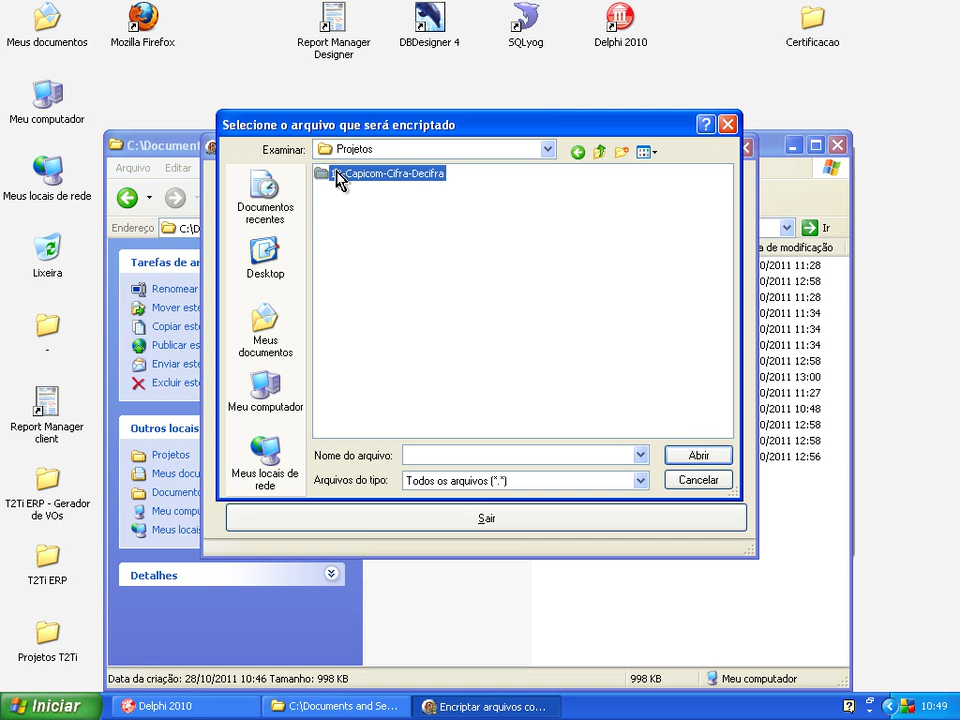 Meus documentos
Mozilla Firefox
Report Manager
Designer
DBDesigner 4
SQLyog
Delphi 2010
Certificacao
Meu computador
Meus locais de rede
Lixeira
-
Report Manager
client
T2Ti ERP - Gerador
de VOs
T2Ti ERP
Projetos T2Ti
C:\Document
Arquivo Editar
Endereço C:\D
Ir
Tarefas de ar
Renomear
Mover este
Copiar este
Publicar es
Enviar este
Excluir este
Outros locais
Projetos
Meus docu
Documento
Meu compu
Meus locais
Detalhes
a de modificação
0/2011 11:28
0/2011 12:58
0/2011 11:28
0/2011 11:34
0/2011 11:34
0/2011 11:34
0/2011 12:58
0/2011 13:00
0/2011 11:27
0/2011 10:48
0/2011 12:58
0/2011 12:58
0/2011 12:56
Selecione o arquivo que será encriptado
Examinar: Projetos
-Capicom-Cifra-Decifra
Documentos
recentes
Desktop
Meus
documentos
Meu computador
Meus locais de
rede
Nome do arquivo:
Abrir
Arquivos do tipo: Todos os arquivos (*.*)
Cancelar
Sair
Data da criação: 28/10/2011 10:46 Tamanho: 998 KB
998 KB
Meu computador
Iniciar
Delphi 2010
C:\Documents and Se...
Encriptar arquivos co...
10:49